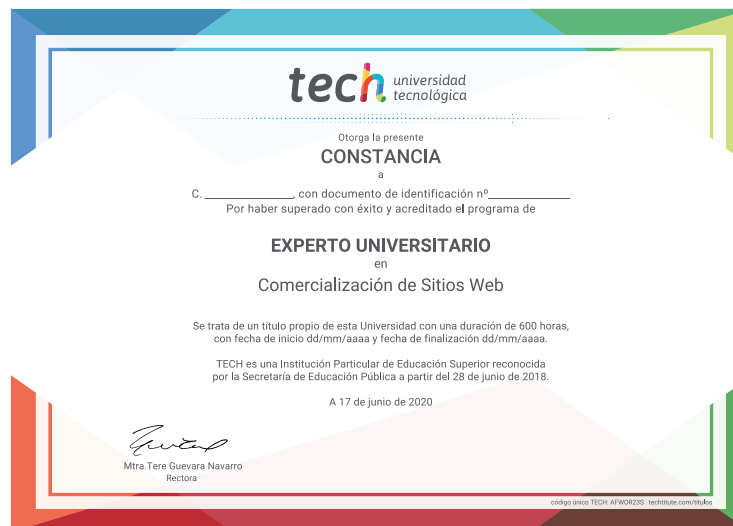 tech universidad
tecnológica
Otorga la presente
CONSTANCIA
a
C. ______________, con documento de identificación nº______________
Por haber superado con éxito y acreditado el programa de
EXPERTO UNIVERSITARIO
en
Comercialización de Sitios Web
Se trata de un título propio de esta Universidad con una duración de 600 horas,
con fecha de inicio dd/mm/aaaa y fecha de finalización dd/mm/aaaa.
TECH es una Institución Particular de Educación Superior reconocida
por la Secretaría de Educación Pública a partir del 28 de junio de 2018.
A 17 de junio de 2020
Mtra.Tere Guevara Navarro
Rectora
código único TECH: AFWOR23S techtitute.com/titulos